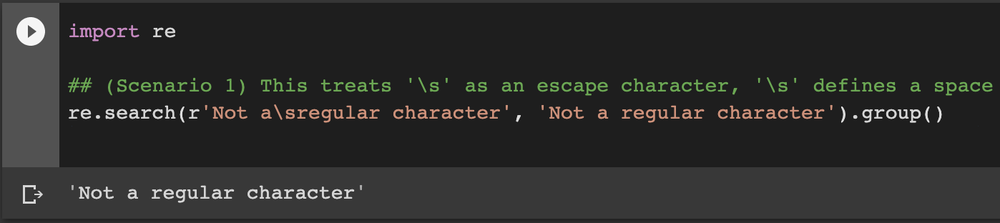 import re
## (Scenario 1) This treats '\s' as an escape character, '\s' defines a space
re.search(r'Not a\sregular character', 'Not a regular character').group()
'Not a regular character'